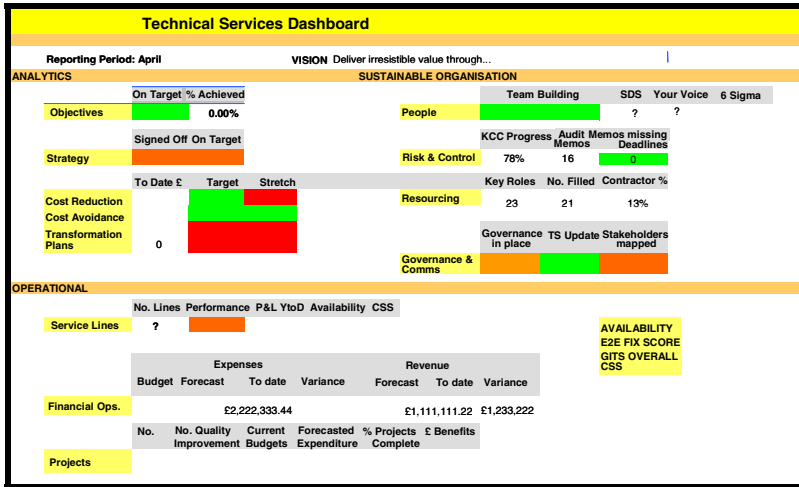 Technical Services Dashboard
Reporting Period: April VISION Deliver irresistible value through...
ANALYTICS SUSTAINABLE ORGANISATION
On Target % Achieved Team Building SDS Your Voice 6 Sigma
Objectives 0.00% People ? ?
Signed Off On Target KCC Progress Audit Memos Memos missing Deadlines
Strategy Risk & Control 78% 16 0
To Date £ Target Stretch Key Roles No. Filled Contractor %
Cost Reduction Resourcing 23 21 13%
Cost Avoidance
Transformation Plans 0 Governance in place TS Update Stakeholders mapped
Governance & Comms
OPERATIONAL
No. Lines Performance P&L YtoD Availability CSS
Service Lines ?
AVAILABILITY
E2E FIX SCORE
GITS OVERALL
CSS
Expenses Revenue
Budget Forecast To date Variance Forecast To date Variance
Financial Ops. £2,222,333.44 £1,111,111.22 £1,233,222
No. No. Quality Improvement Current Budgets Forecasted Expenditure % Projects Complete £ Benefits
Projects